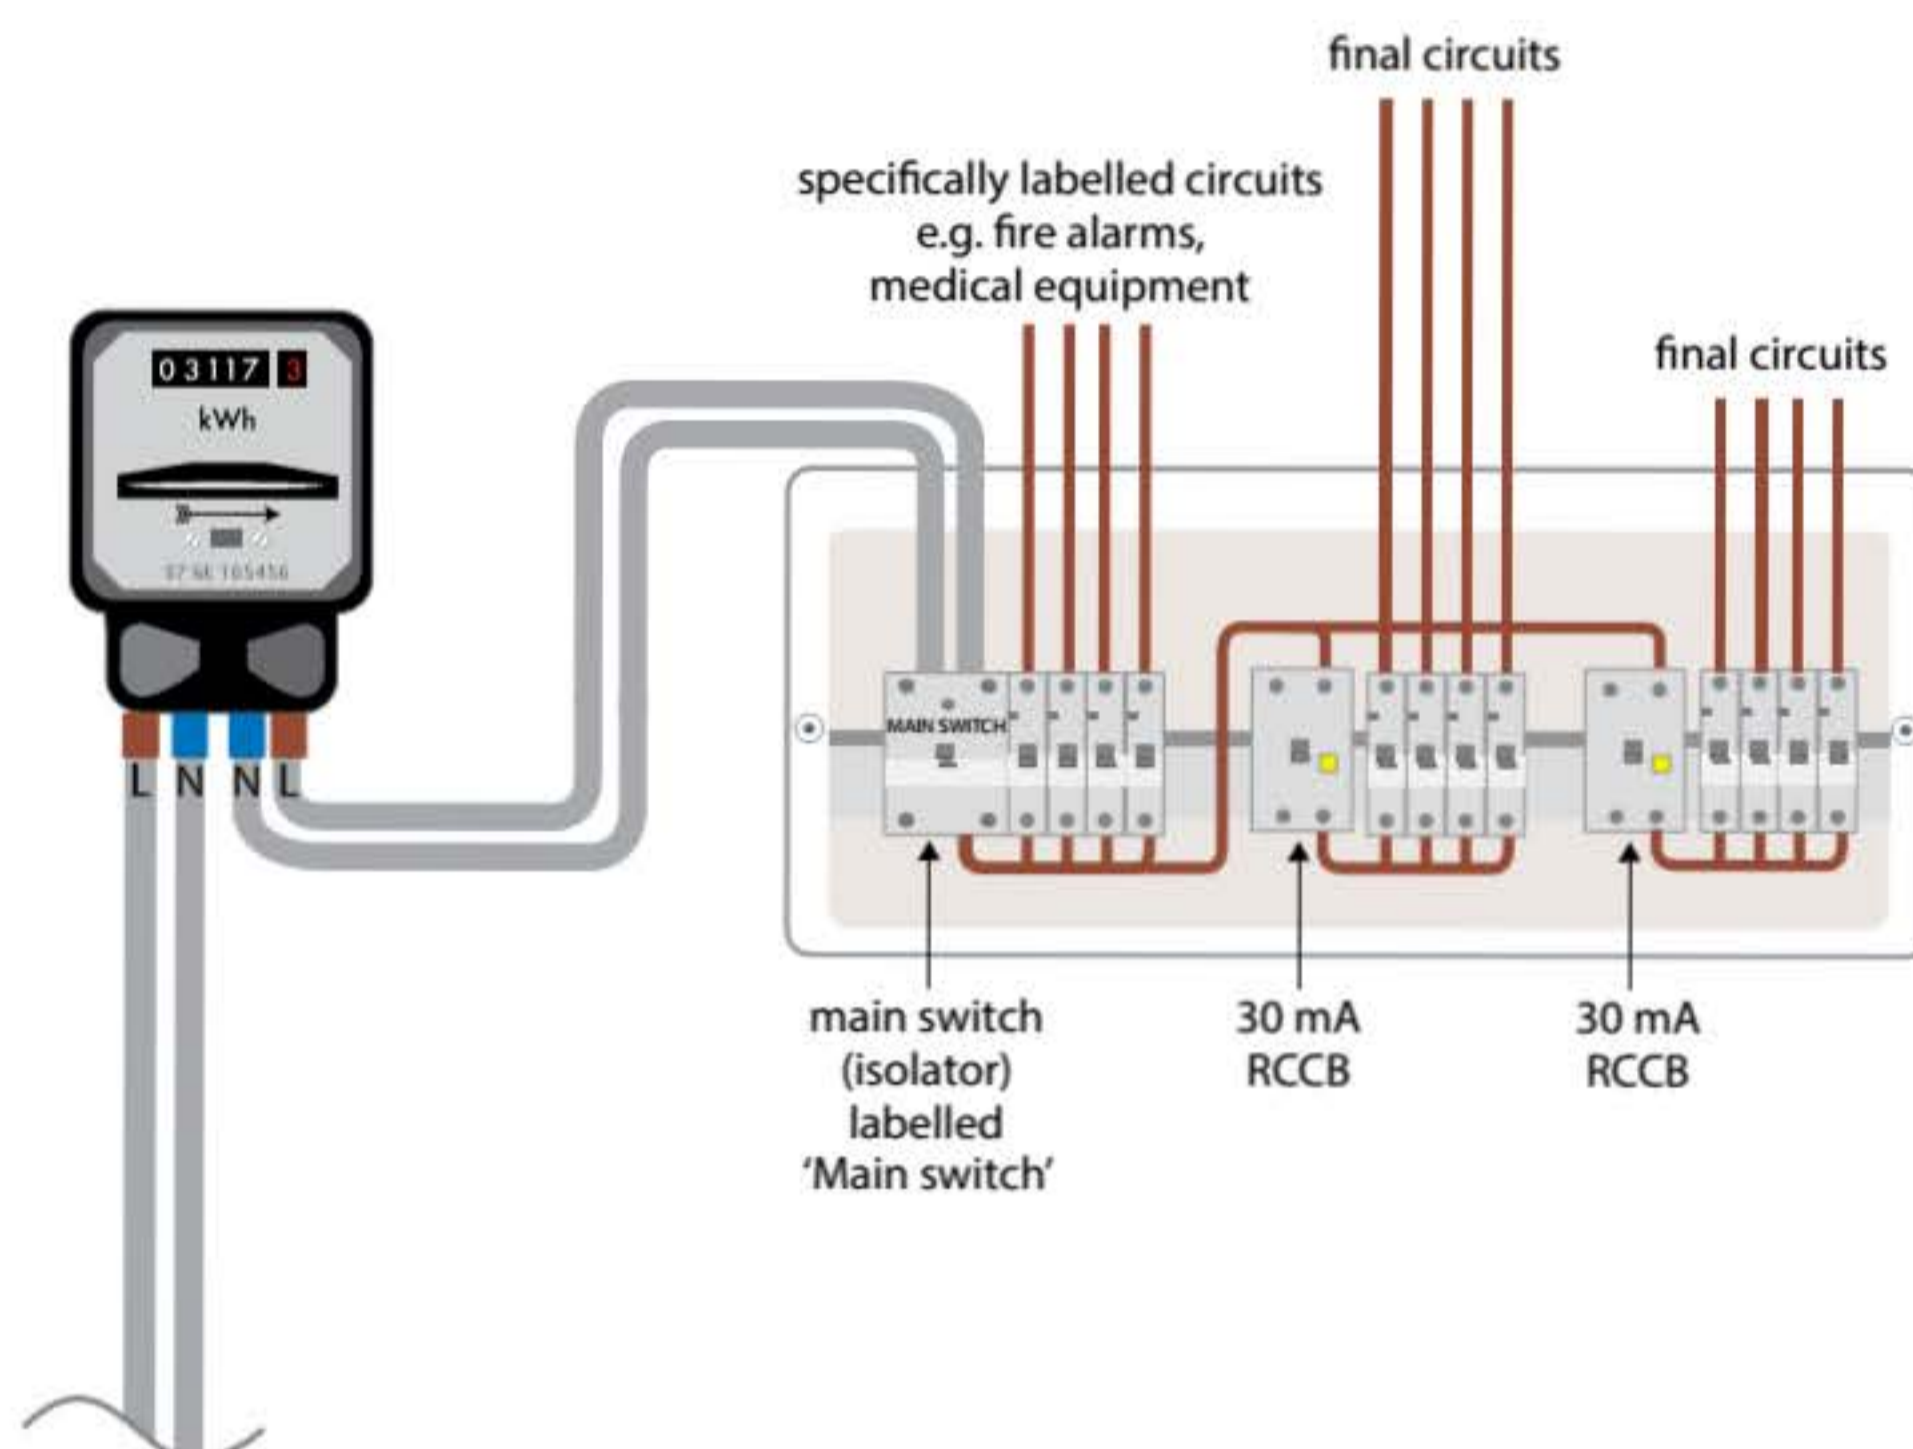 final circuits
specifically labelled circuits
e.g. fire alarms,
medical equipment
final circuits
03117 3
kWh
L N N L
MAIN SWITCH
main switch
(isolator)
labelled
‘Main switch’
30 mA
RCCB
30 mA
RCCB